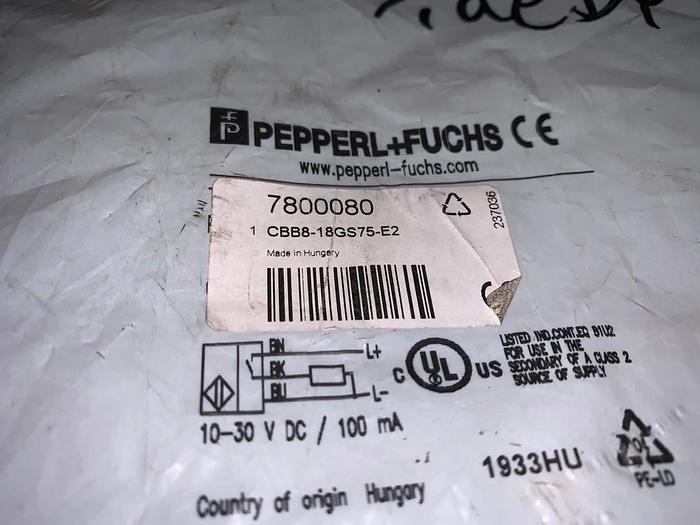 PEPPERL+FUCHS CE
www.pepperl-fuchs.com
7800080
237036
1 CBB8-18GS75-E2
Made in Hungary
BN
L+
BK
BU
L-
C UL US
LISTED IND.CONT.EQ 81U2
FOR USE IN THE
SECONDARY OF A CLASS 2
SOURCE OF SUPPLY
10-30 V DC / 100 mA
1933HU
PE-LD
Country of origin Hungary